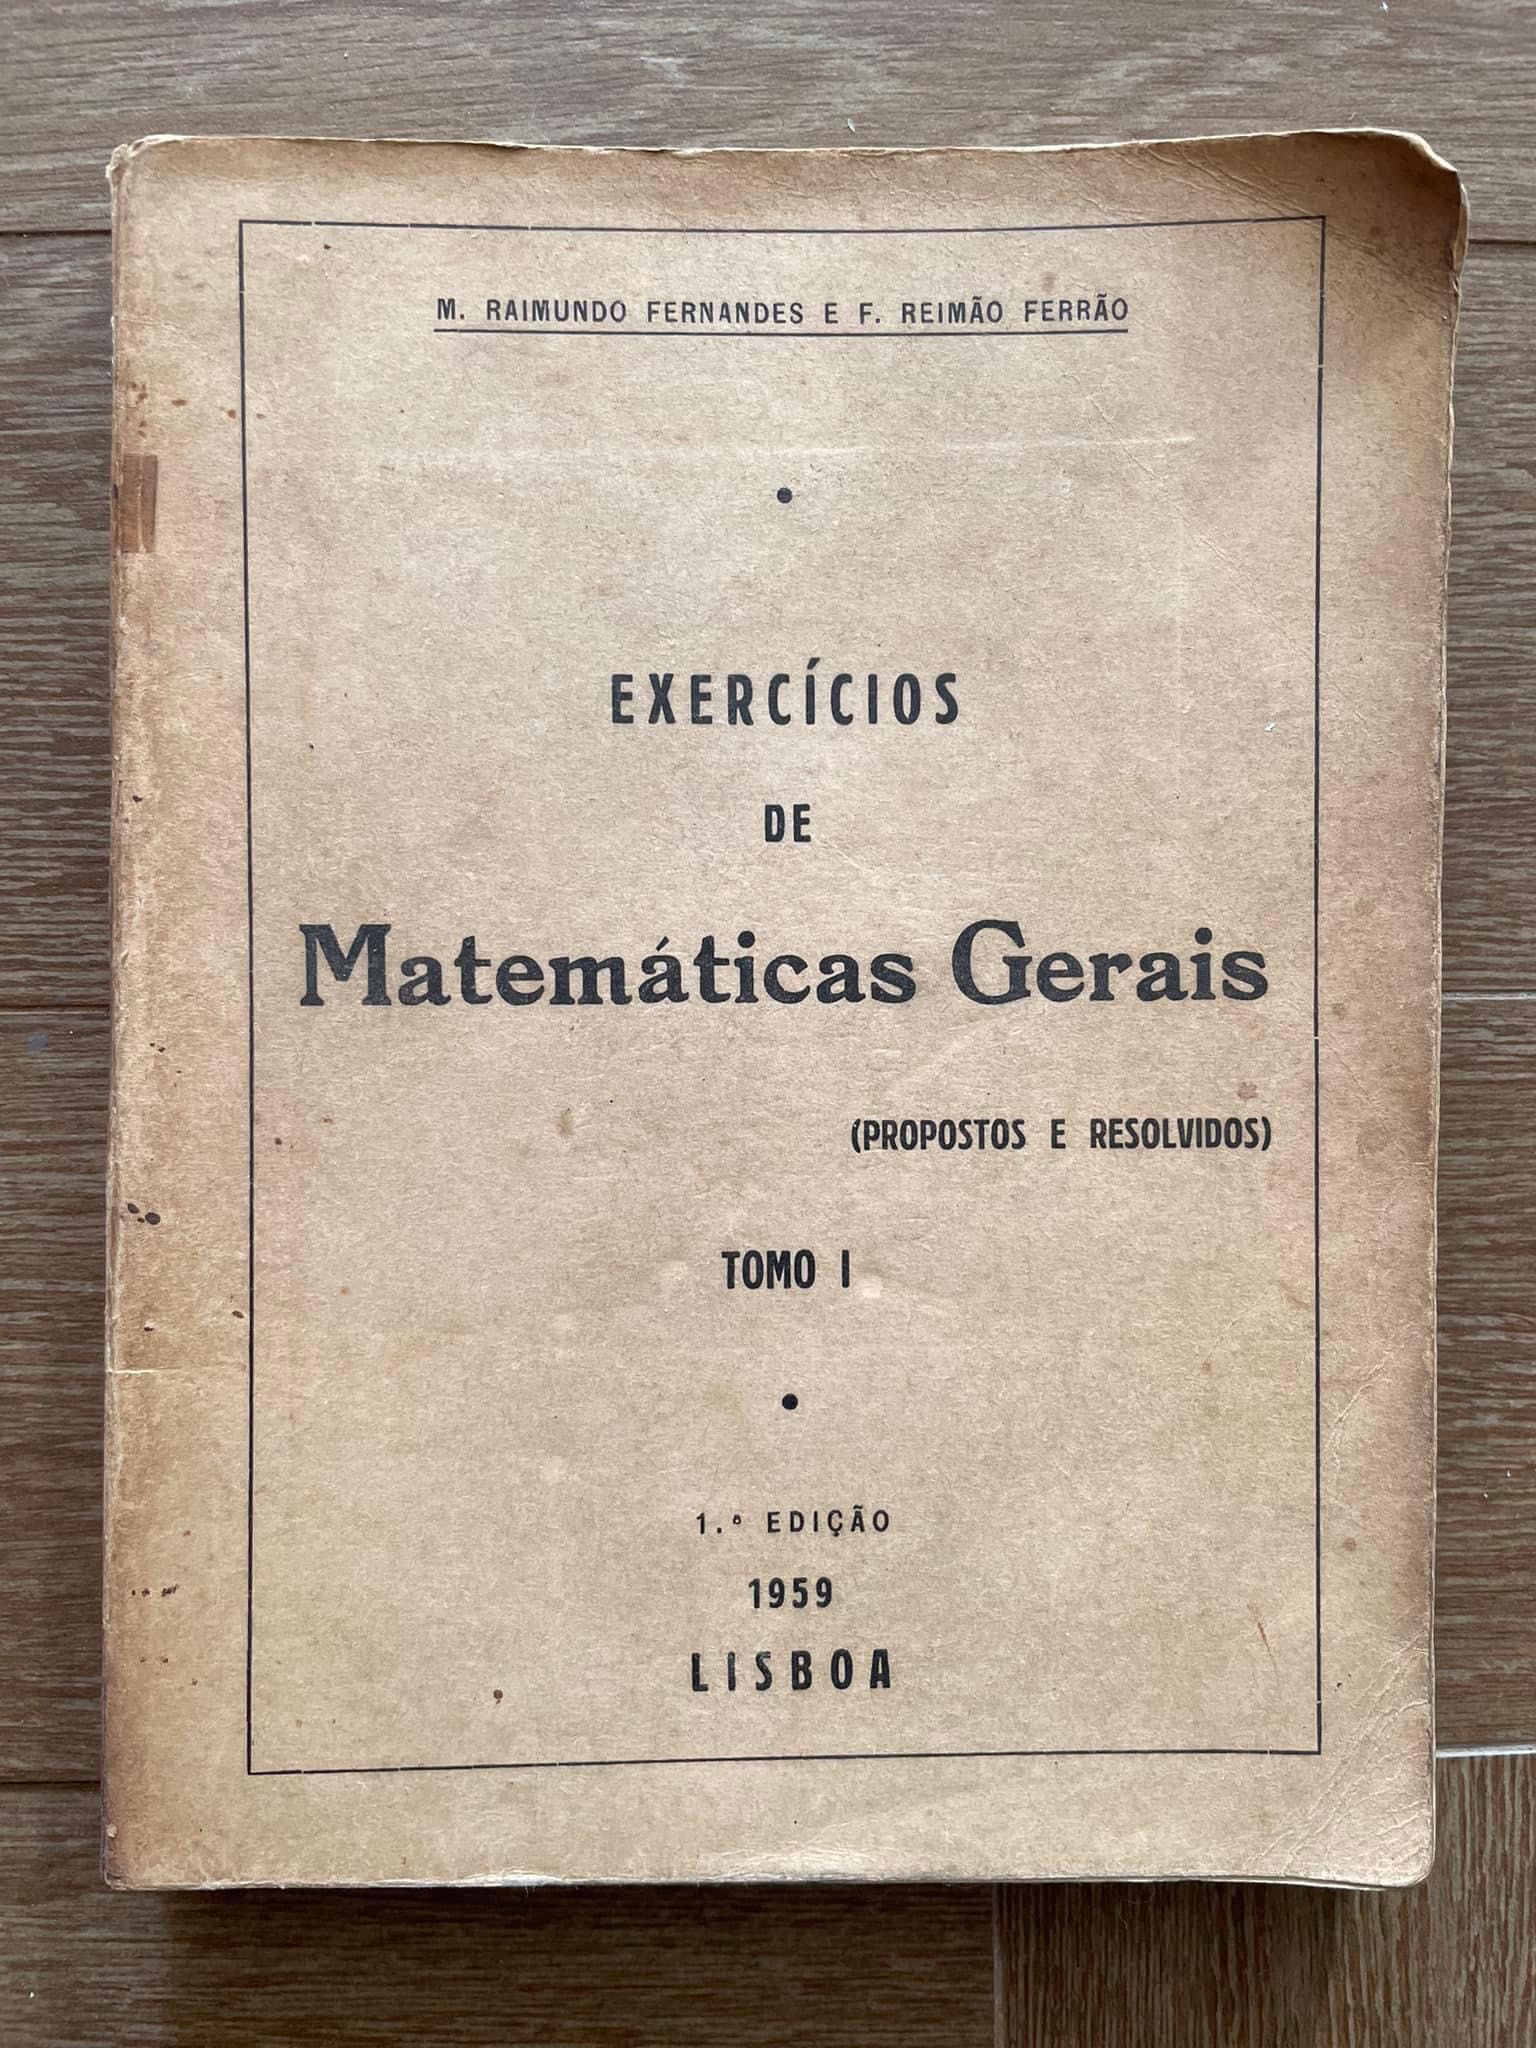 M. RAIMUNDO FERNANDES E F. REIMÃO FERRÃO
EXERCÍCIOS
DE
Matemáticas Gerais
(PROPOSTOS E RESOLVIDOS)
TOMO I
1.ª EDIÇÃO
1959
LISBOA